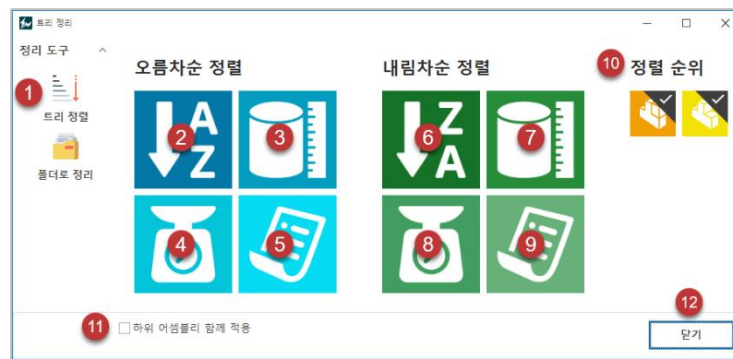 트리 정리
정리 도구
트리 정렬
폴더로 정리
오름차순 정렬
내림차순 정렬
정렬 순위
1
2
A
Z
3
4
5
6
Z
A
7
8
9
10
11
하위 어셈블리 함께 적용
12
닫기